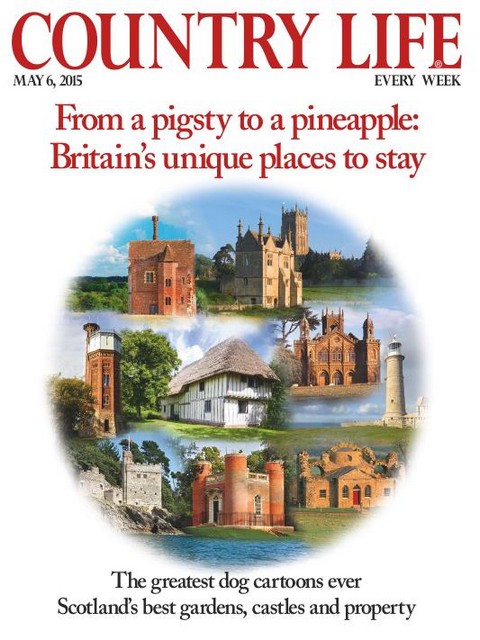 COUNTRY LIFE®
MAY 6, 2015 EVERY WEEK
From a pigsty to a pineapple:
Britain's unique places to stay
The greatest dog cartoons ever
Scotland's best gardens, castles and property